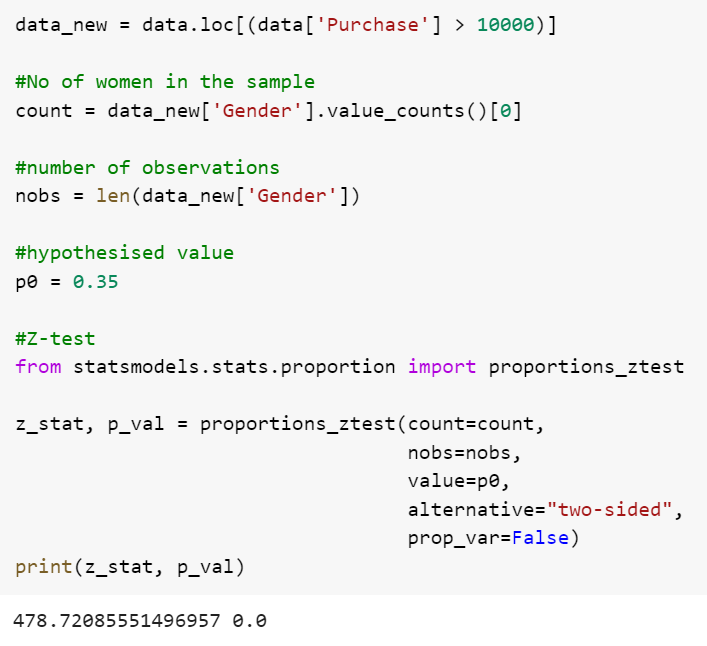 data_new = data.loc[(data['Purchase'] > 10000)]
#No of women in the sample
count = data_new['Gender'].value_counts()[0]
#number of observations
nobs = len(data_new['Gender'])
#hypothesised value
p0 = 0.35
#Z-test
from statsmodels.stats.proportion import proportions_ztest
z_stat, p_val = proportions_ztest(count=count,
nobs=nobs,
value=p0,
alternative="two-sided",
prop_var=False)
print(z_stat, p_val)
478.72085551496957 0.0